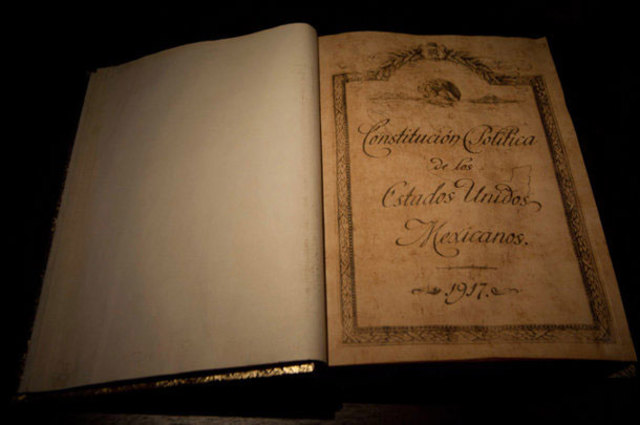 Constitución Política
de los
Estados Unidos
Mexicanos.
.1917.